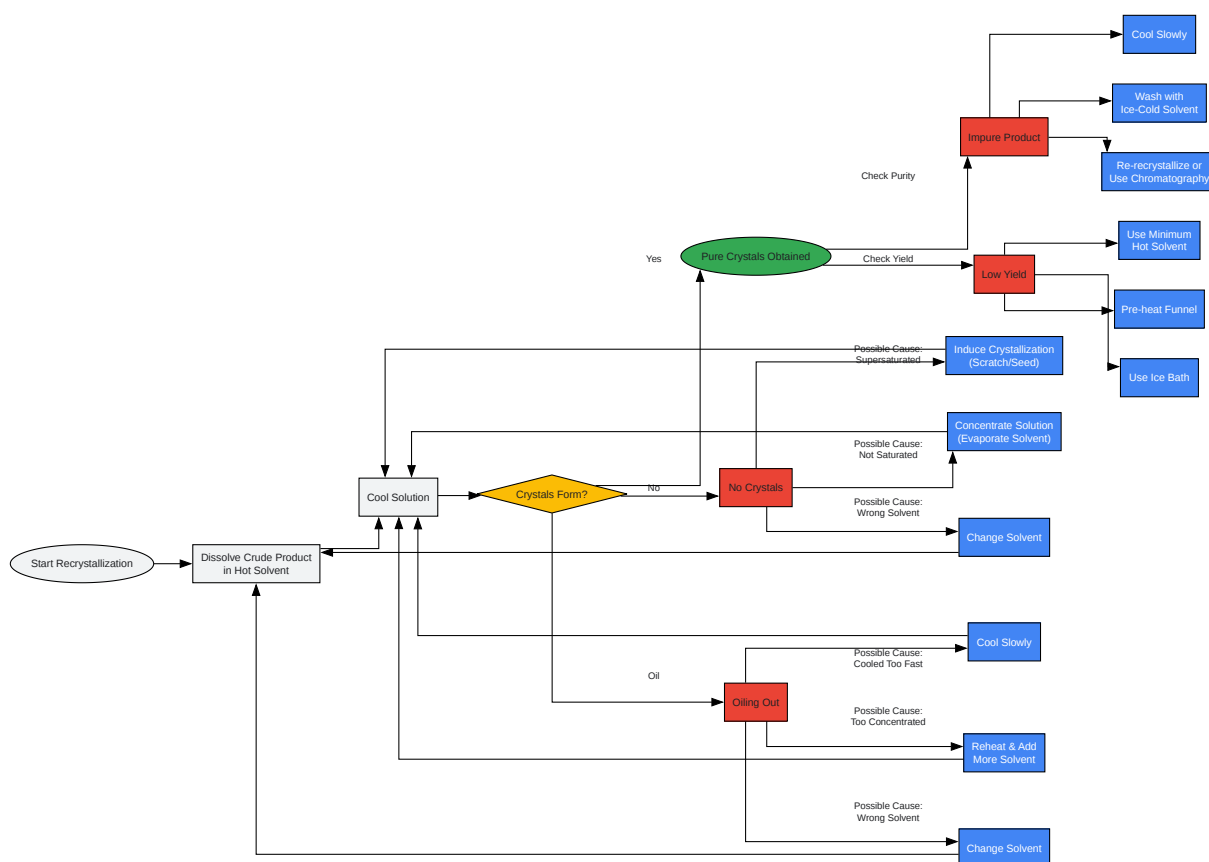 Cool Slowly
Wash with
Ice-Cold Solvent
Impure Product
Re-recrystallize or
Use Chromatography
Check Purity
Use Minimum
Hot Solvent
Yes
Pure Crystals Obtained
Check Yield
Low Yield
Pre-heat Funnel
Possible Cause:
Supersaturated
Induce Crystallization
(Scratch/Seed)
Use Ice Bath
Concentrate Solution
(Evaporate Solvent)
Possible Cause:
Not Saturated
Cool Solution
Crystals Form?
No
No Crystals
Possible Cause:
Wrong Solvent
Change Solvent
Start Recrystallization
Dissolve Crude Product
in Hot Solvent
Cool Slowly
Possible Cause:
Cooled Too Fast
Oil
Oiling Out
Possible Cause:
Too Concentrated
Reheat & Add
More Solvent
Possible Cause:
Wrong Solvent
Change Solvent